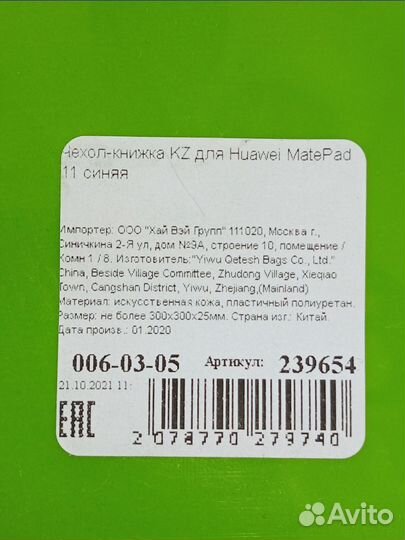 Чехол-книжка KZ для Huawei MatePad
11 синяя
Импортер: ООО "Хай Вэй Групп" 111020, Москва г.,
Синичкина 2-Я ул, дом №9А, строение 10, помещение /
Комн 1 / 8. Изготовитель:"Yiwu Qetesh Bags Co., Ltd."
China, Beside Village Committee, Zhudong Village, Xieqiao
Town, Cangshan District, Yiwu, Zhejiang,(Mainland)
Материал: искусственная кожа, пластичный полиуретан.
Размер: не более 300х300х25мм. Страна изг.: Китай.
Дата произв.: 01.2020
006-03-05 Артикул: 239654
21.10.2021 11:
EAC
2 078770 279740
Avito